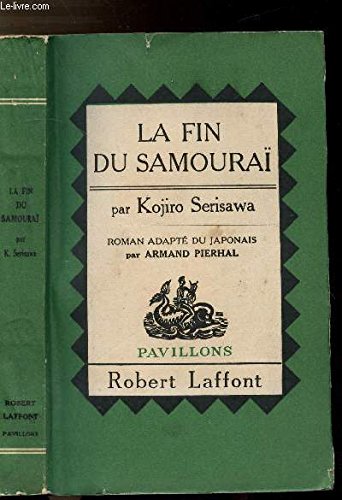 Le-livre.com
LA FIN
DU
SAMOURAÏ
par
K. Serisawa
ROBERT
LAFFONT
PAVILLONS
LA FIN
DU SAMOURAÏ
par Kojiro Serisawa
ROMAN ADAPTÉ DU JAPONAIS
par ARMAND PIERHAL
PAVILLONS
Robert Laffont